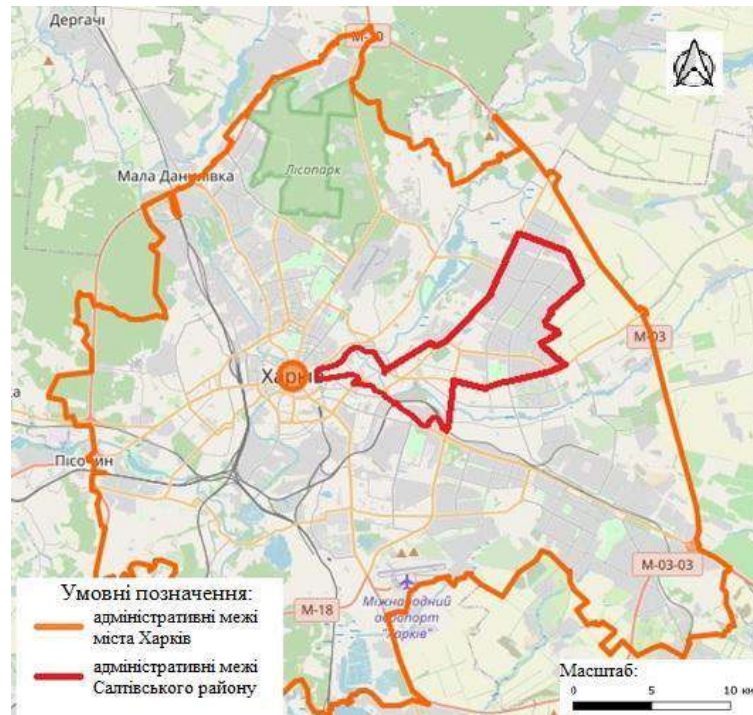 Дергачі
Лісопарк
Мала Данилівка
М-03
Харків
Пісочин
М-03-03
М-18
Міжнародний
аеропорт
"Харків"
Умовні позначення:
адміністративні межі
міста Харків
адміністративні межі
Салтівського району
Масштаб:
0 5 10 км